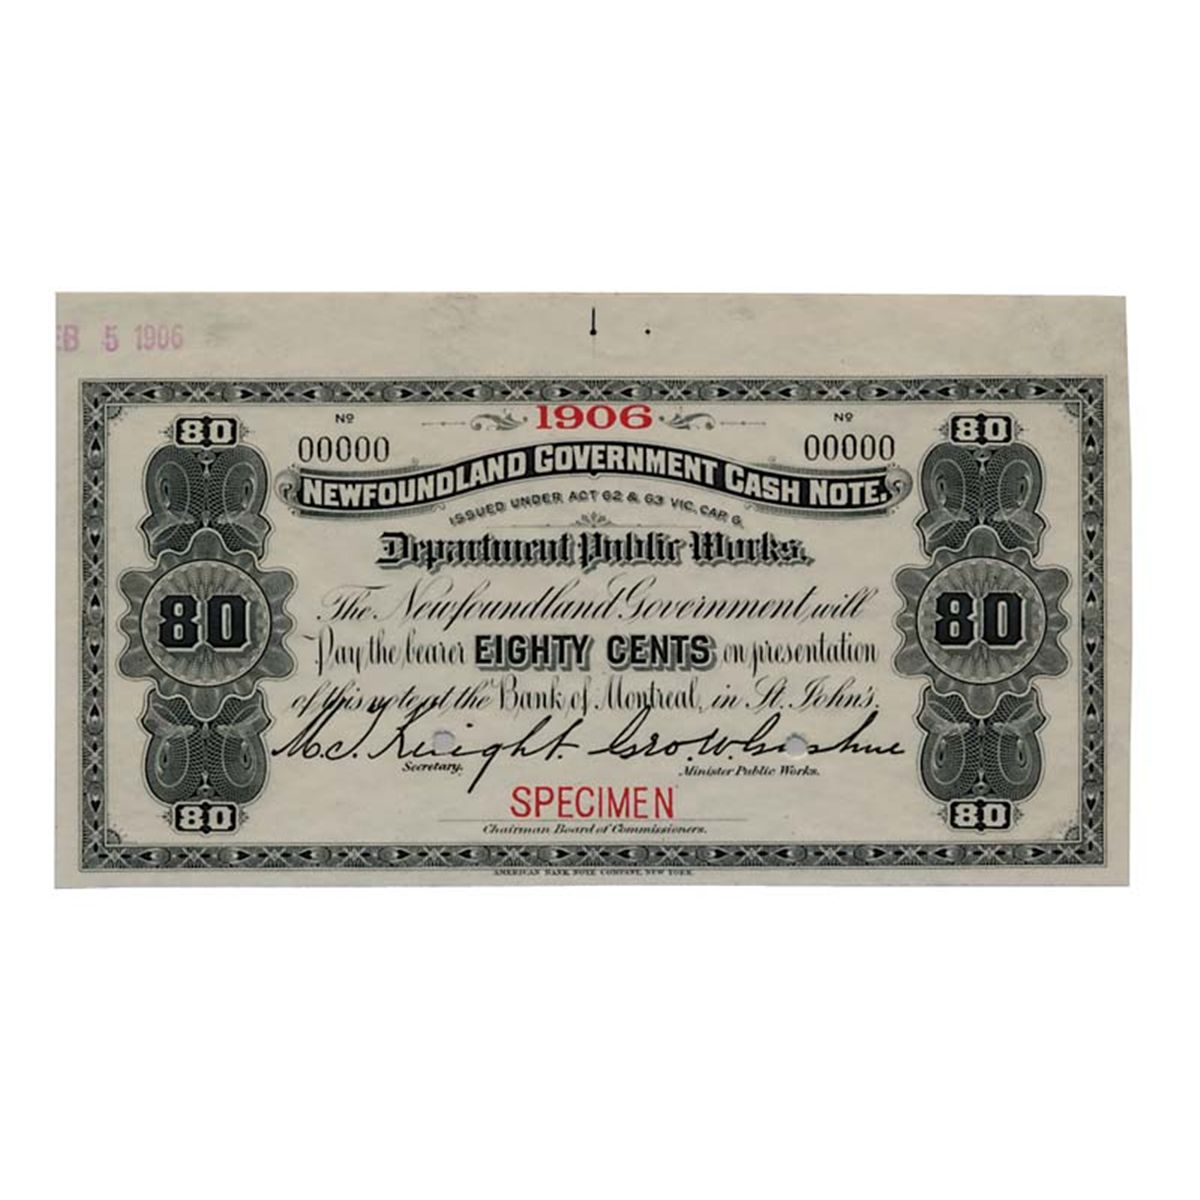 EB 5 1906
1906
80 Nº Nº 80
00000 00000
NEWFOUNDLAND GOVERNMENT CASH NOTE.
ISSUED UNDER ACT 62 & 63 VIC. CAP 6.
Department Public Works.
The Newfoundland Government will
80 Pay the bearer EIGHTY CENTS on presentation 80
of this note at the Bank of Montreal, in St. John's.
M.C. Knight. Geo. W. Gushue
Secretary. Minister Public Works.
80 SPECIMEN 80
Chairman Board of Commissioners.
AMERICAN BANK NOTE COMPANY, NEW YORK.